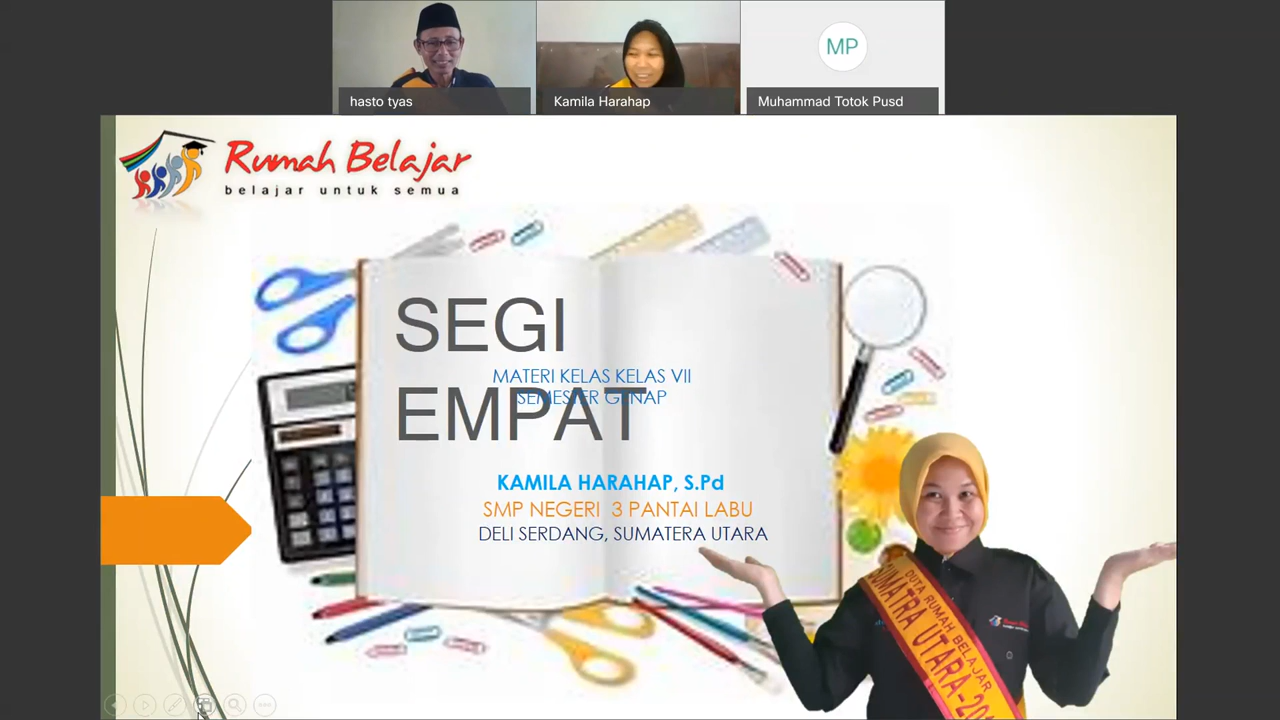 hasto tyas
Kamila Harahap
MP
Muhammad Totok Pusd
Rumah Belajar
belajar untuk semua
SEGI
EMPAT
MATERI KELAS KELAS VII
SEMESTER GENAP
KAMILA HARAHAP, S.Pd
SMP NEGERI 3 PANTAI LABU
DELI SERDANG, SUMATERA UTARA
DUTA RUMAH BELAJAR
SUMATRA UTARA-20